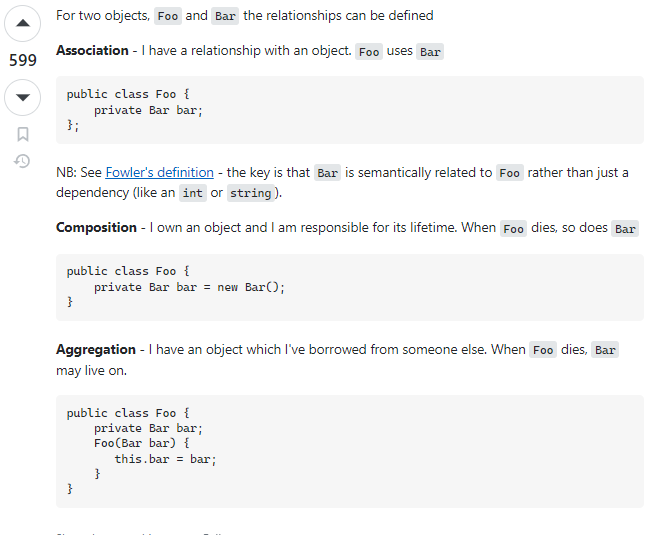 For two objects, Foo and Bar the relationships can be defined
599
Association - I have a relationship with an object. Foo uses Bar
public class Foo {
    private Bar bar;
};
NB: See Fowler's definition - the key is that Bar is semantically related to Foo rather than just a
dependency (like an int or string).
Composition - I own an object and I am responsible for its lifetime. When Foo dies, so does Bar
public class Foo {
    private Bar bar = new Bar();
}
Aggregation - I have an object which I've borrowed from someone else. When Foo dies, Bar
may live on.
public class Foo {
    private Bar bar;
    Foo(Bar bar) {
       this.bar = bar;
    }
}